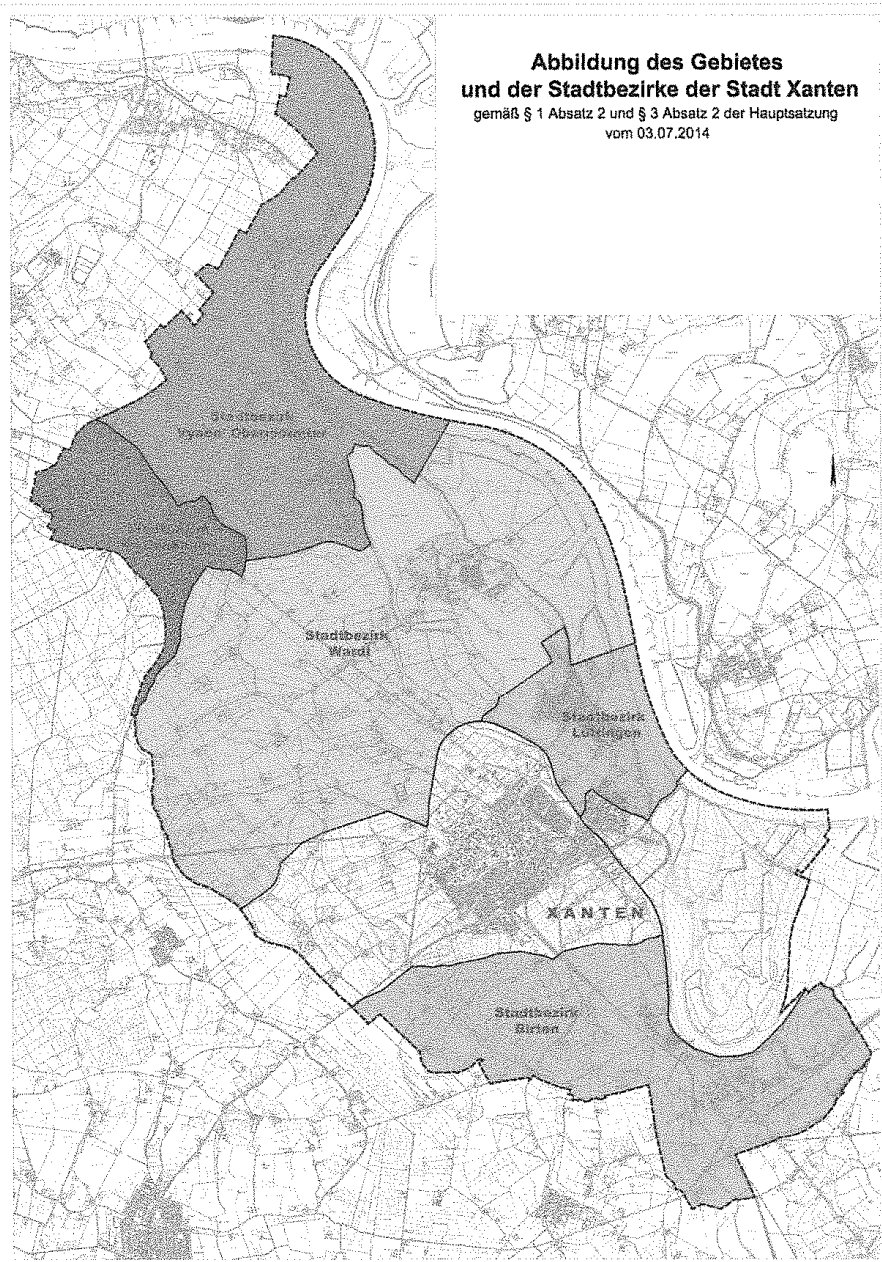 Abbildung des Gebietes
und der Stadtbezirke der Stadt Xanten
gemäß § 1 Absatz 2 und § 3 Absatz 2 der Hauptsatzung
vom 03.07.2014
Stadtbezirk
Stadtbezirk
Wardt
Stadtbezirk
Lüttingen
XANTEN
Stadtbezirk
Birten